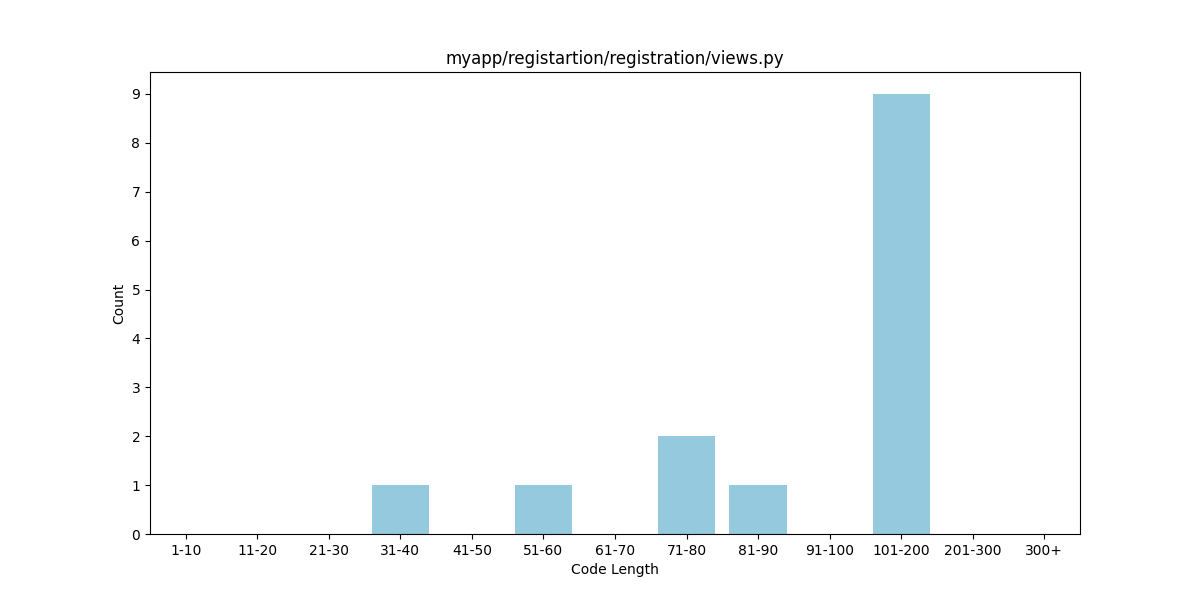 myapp/registartion/registration/views.py
9
8
7
6
5
4
3
2
1
0
Count
1-10 11-20 21-30 31-40 41-50 51-60 61-70 71-80 81-90 91-100 101-200 201-300 300+
Code Length